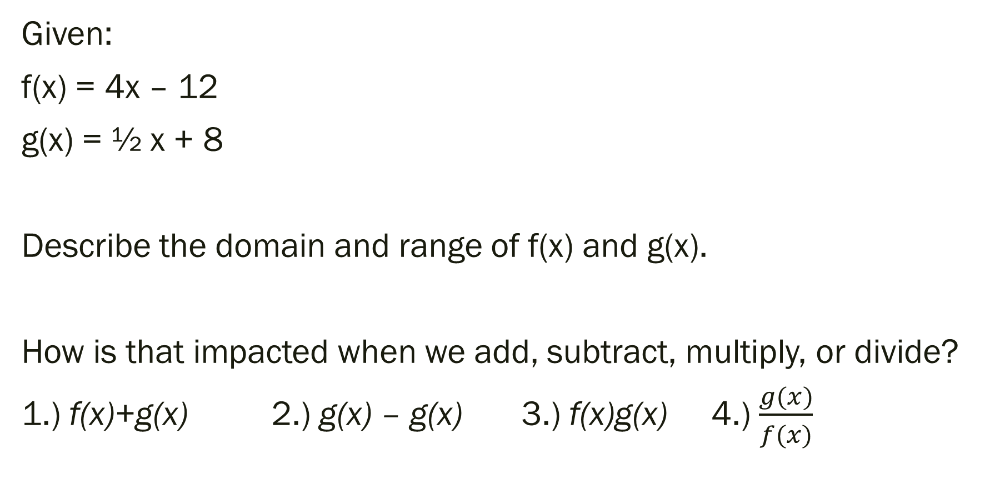 Given:
f(x) = 4x – 12
g(x) = ½ x + 8
Describe the domain and range of f(x) and g(x).
How is that impacted when we add, subtract, multiply, or divide?
1.) f(x)+g(x) 2.) g(x) – g(x) 3.) f(x)g(x) 4.) g(x)/f(x)